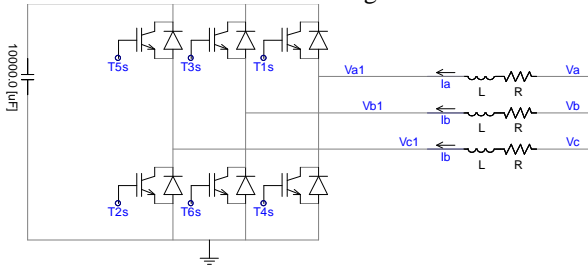 10000.0 [uF]
T5s T3s T1s
Va1 Ia L R Va
Vb1 Ib L R Vb
Vc1 Ib L R Vc
T2s T6s T4s